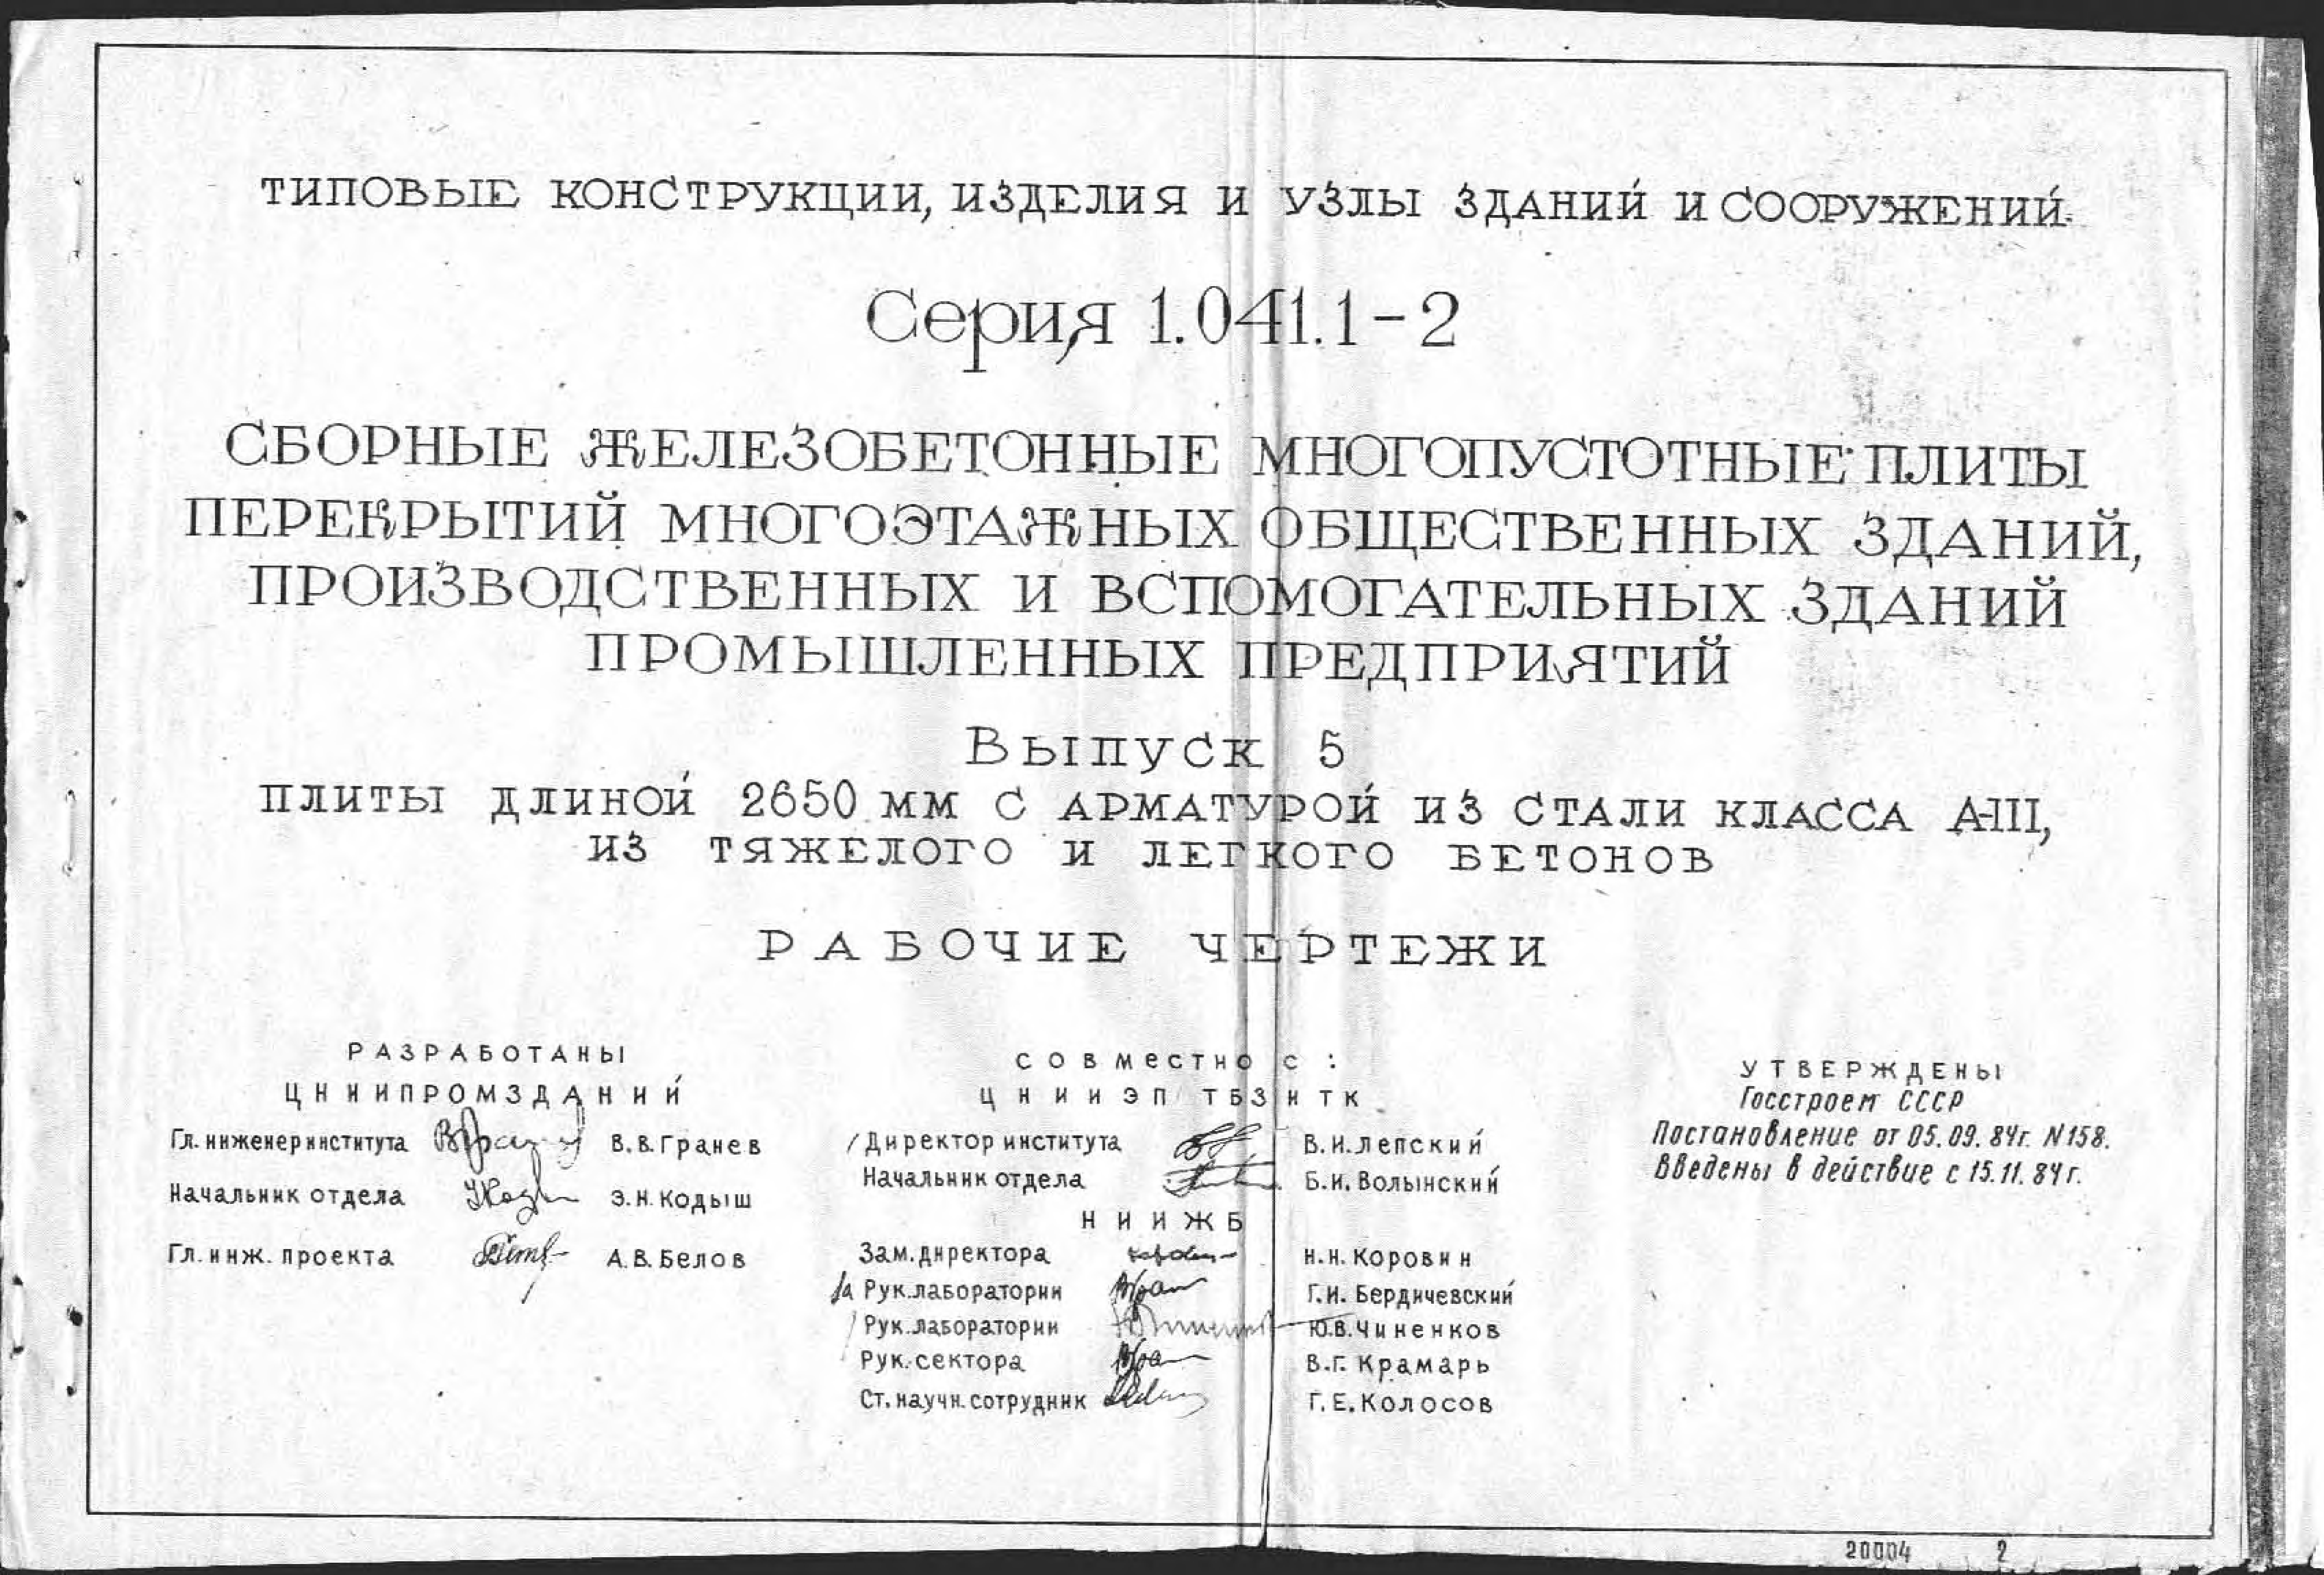 ТИПОВЫЕ КОНСТРУКЦИИ, ИЗДЕЛИЯ И УЗЛЫ ЗДАНИЙ И СООРУЖЕНИЙ.
Серия 1.041.1-2
СБОРНЫЕ ЖЕЛЕЗОБЕТОННЫЕ МНОГОПУСТОТНЫЕ ПЛИТЫ
ПЕРЕКРЫТИЙ МНОГОЭТАЖНЫХ ОБЩЕСТВЕННЫХ ЗДАНИЙ,
ПРОИЗВОДСТВЕННЫХ И ВСПОМОГАТЕЛЬНЫХ ЗДАНИЙ
ПРОМЫШЛЕННЫХ ПРЕДПРИЯТИЙ
Выпуск 5
ПЛИТЫ ДЛИНОЙ 2650 ММ С АРМАТУРОЙ ИЗ СТАЛИ КЛАССА А-III,
ИЗ ТЯЖЕЛОГО И ЛЕГКОГО БЕТОНОВ
РАБОЧИЕ ЧЕРТЕЖИ
РАЗРАБОТАНЫ
ЦНИИПРОМЗДАНИЙ
Гл. инженер института В.В. Гранев
Начальник отдела Э.Н. Кодыш
Гл. инж. проекта А.В. Белов
СОВМЕСТНО С:
ЦНИИЭП ТБЗ И ТК
Директор института В.И. Лепский
Начальник отдела Б.И. Волынский
НИИЖБ
Зам. директора Н.Н. Коровин
Рук. лаборатории Г.И. Бердичевский
Рук. лаборатории Ю.В. Чиненков
Рук. сектора В.Г. Крамарь
Ст. научн. сотрудник Г.Е. Колосов
УТВЕРЖДЕНЫ
Госстроем СССР
Постановление от 05.09.84г. N158.
Введены в действие с 15.11.84г.
20004 2